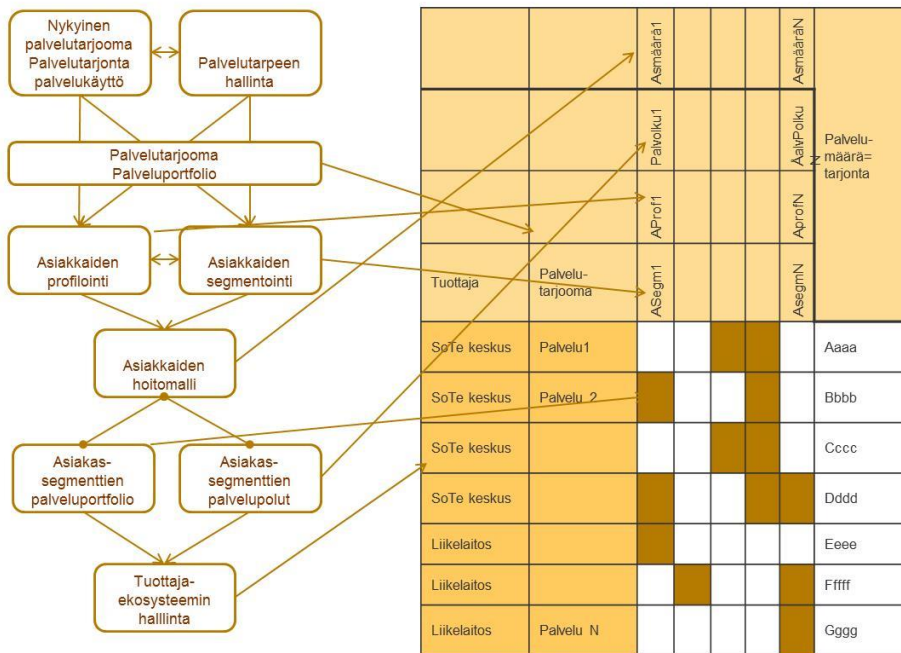 Nykyinen
palvelutarjooma
Palvelutarjonta
palvelukäyttö
Palvelutarpeen
hallinta
Palvelutarjooma
Palveluportfolio
Asiakkaiden
profilointi
Asiakkaiden
segmentointi
Asiakkaiden
hoitomalli
Asiakas-
segmenttien
palveluportfolio
Asiakas-
segmenttien
palvelupolut
Tuottaja-
ekosysteemin
halllinta
Asmäärä1
AsmääräN
Palvolku1
ÄalvPolku
N
Palvelu-
määrä=
tarjonta
AProf1
AprofN
Tuottaja
Palvelu-
tarjooma
ASegm1
AsegmN
SoTe keskus
Palvelu1
Aaaa
SoTe keskus
Palvelu 2
Bbbb
SoTe keskus
Cccc
SoTe keskus
Dddd
Liikelaitos
Eeee
Liikelaitos
Fffff
Liikelaitos
Palvelu N
Gggg